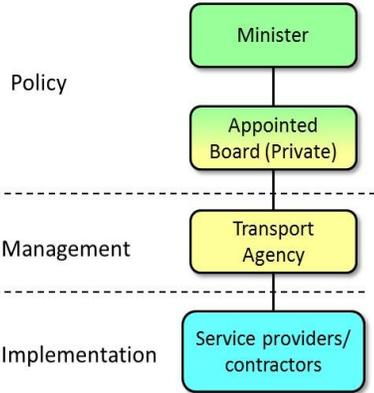 Minister
Policy
Appointed
Board (Private)
Transport
Agency
Management
Service providers/
contractors
Implementation